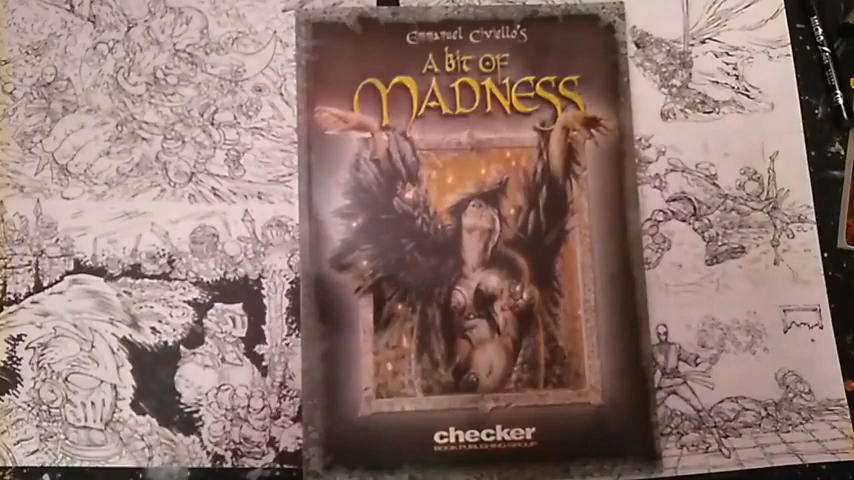 Emmanuel Civiello's
A bit OF
MADNESS
checker
BOOK PUBLISHING GROUP